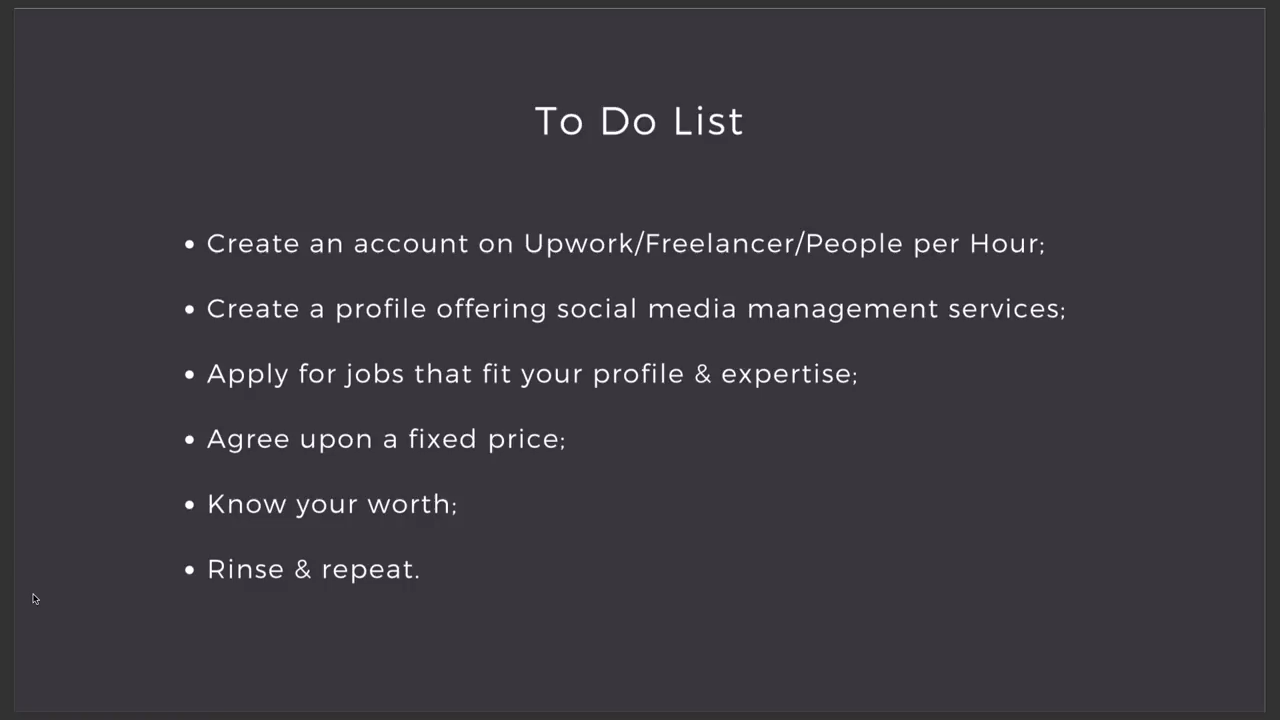 To Do List
• Create an account on Upwork/Freelancer/People per Hour;
• Create a profile offering social media management services;
• Apply for jobs that fit your profile & expertise;
• Agree upon a fixed price;
• Know your worth;
• Rinse & repeat.